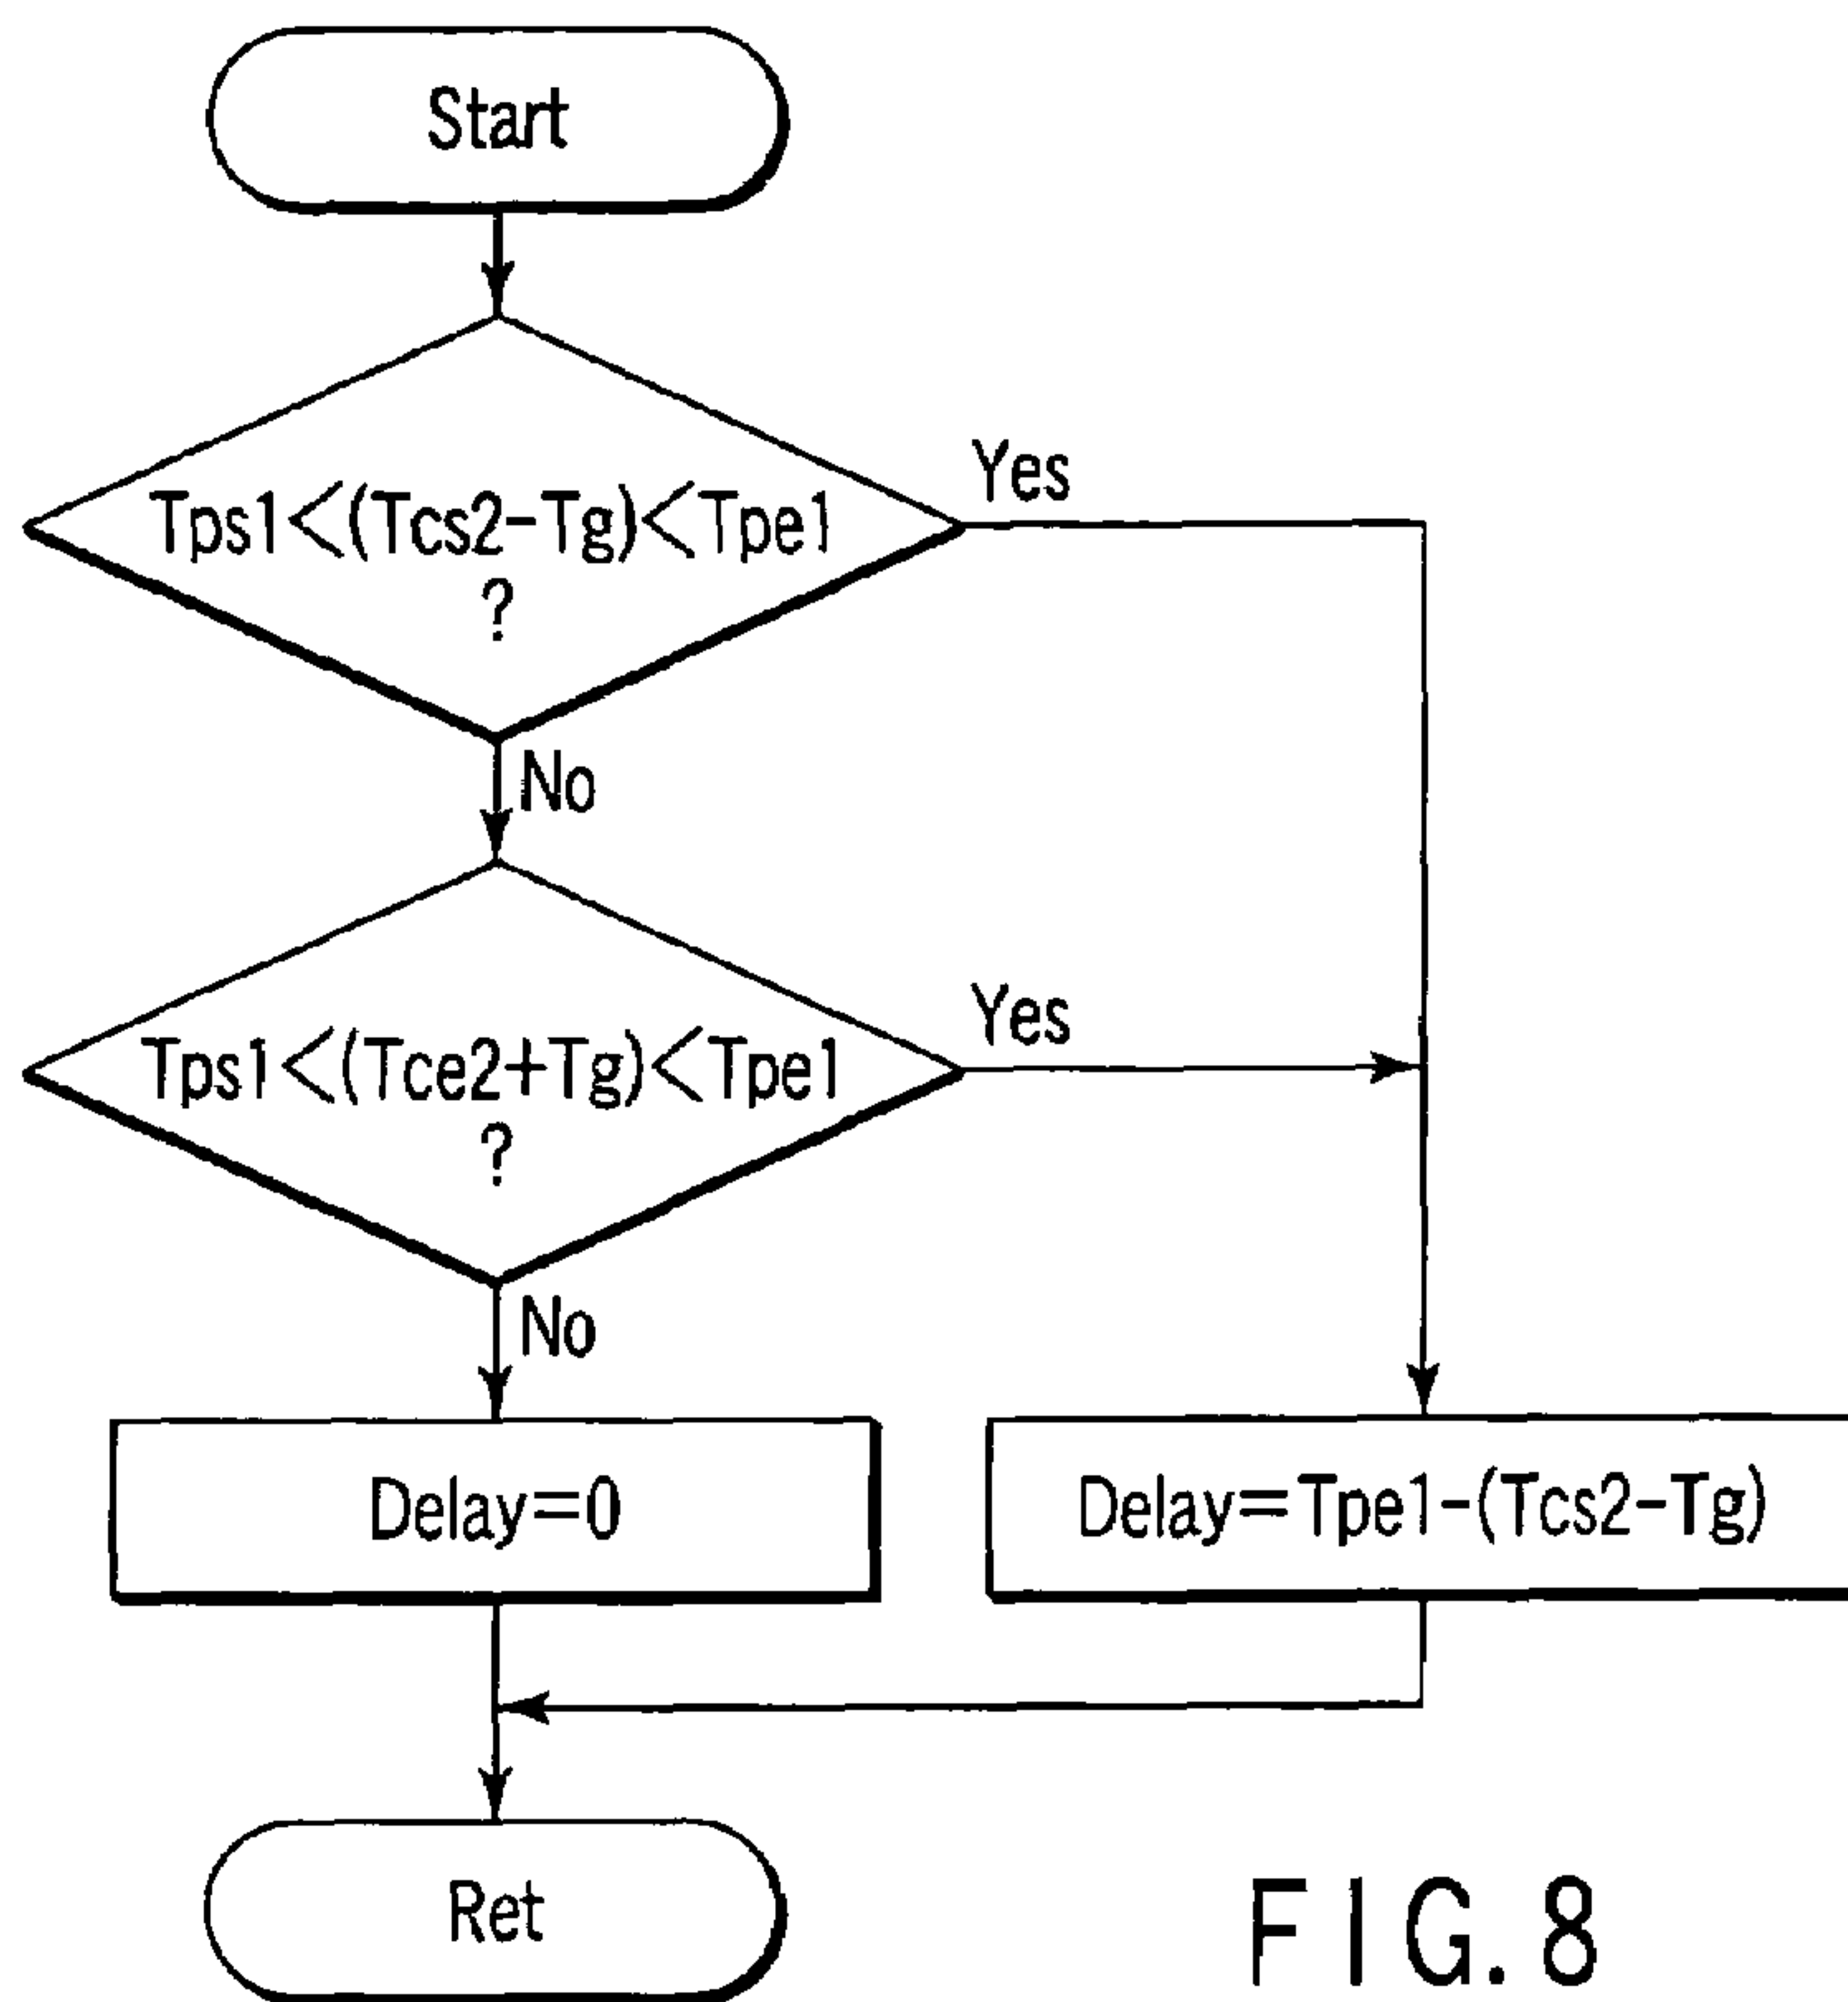 Start
Tps1<(Tcs2-Tg)<Tpe1
?
Yes
No
Tps1<(Tce2+Tg)<Tpe1
?
Yes
No
Delay=0
Delay=Tpe1-(Tcs2-Tg)
Ret
FIG.8